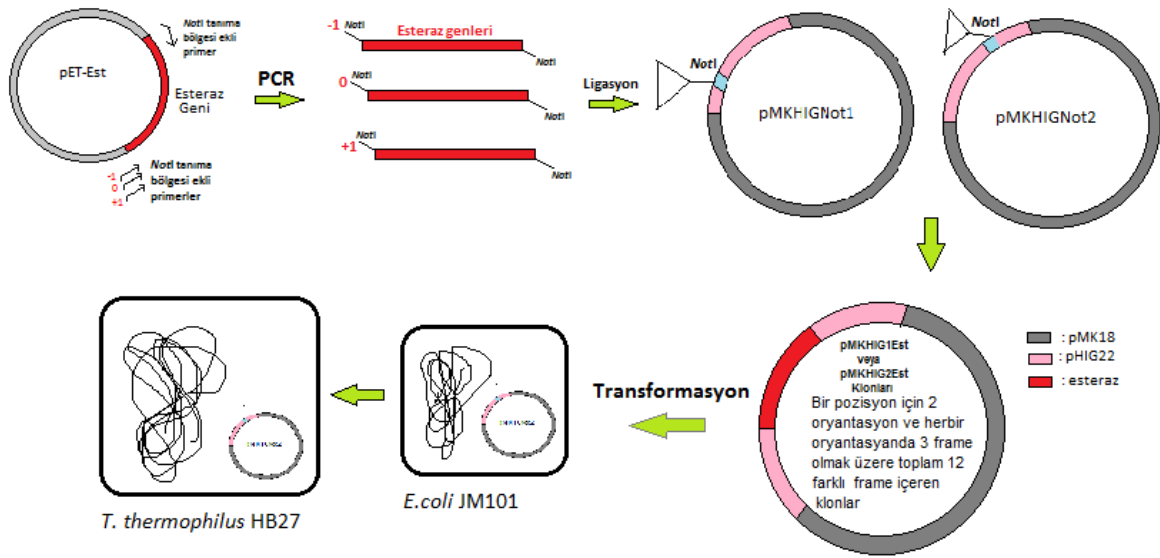 NotI tanıma
bölgesi ekli
primer
pET-Est
Esteraz
Geni
-1
0
+1
NotI tanıma
bölgesi ekli
primerler
PCR
-1
NotI
Esteraz genleri
NotI
0
NotI
NotI
+1
NotI
NotI
Ligasyon
NotI
pMKHIGNot1
NotI
pMKHIGNot2
pMKHIG1Est
veya
pMKHIG2Est
Klonları
Bir pozisyon için 2
oryantasyon ve herbir
oryantasyanda 3 frame
olmak üzere toplam 12
farklı frame içeren
klonlar
: pMK18
: pHIG22
: esteraz
Transformasyon
E.coli JM101
T. thermophilus HB27